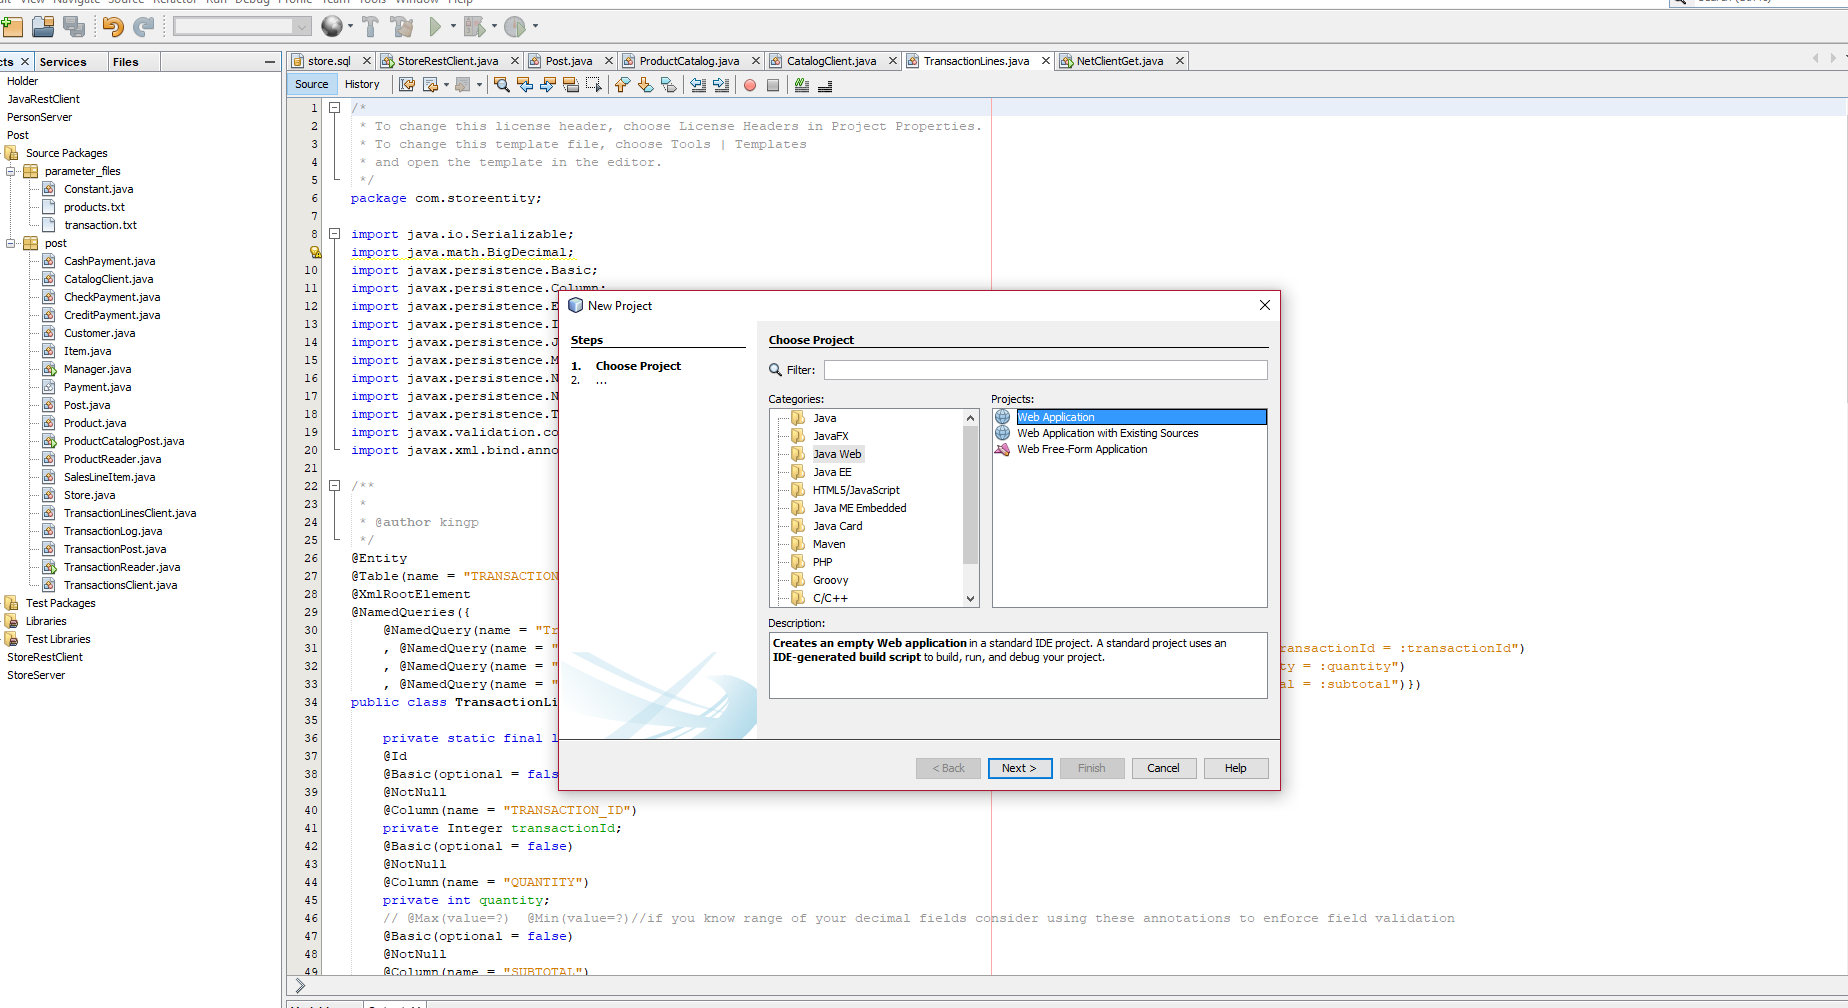 View Navigate Source Refactor Run Debug Profile Team Tools Window Help
cts Services Files
Holder
JavaRestClient
PersonServer
Post
Source Packages
parameter_files
Constant.java
products.txt
transaction.txt
post
CashPayment.java
CatalogClient.java
CheckPayment.java
CreditPayment.java
Customer.java
Item.java
Manager.java
Payment.java
Post.java
Product.java
ProductCatalogPost.java
ProductReader.java
SalesLineItem.java
Store.java
TransactionLinesClient.java
TransactionLog.java
TransactionPost.java
TransactionReader.java
TransactionsClient.java
Test Packages
Libraries
Test Libraries
StoreRestClient
StoreServer
store.sql StoreRestClient.java Post.java ProductCatalog.java CatalogClient.java TransactionLines.java NetClientGet.java
Source History
1 /*
2 * To change this license header, choose License Headers in Project Properties.
3 * To change this template file, choose Tools | Templates
4 * and open the template in the editor.
5 */
6 package com.storeentity;
7
8 import java.io.Serializable;
import java.math.BigDecimal;
10 import javax.persistence.Basic;
11 import javax.persistence.Column;
12 import javax.persistence.E
13 import javax.persistence.I
14 import javax.persistence.J
15 import javax.persistence.M
16 import javax.persistence.N
17 import javax.persistence.N
18 import javax.persistence.T
19 import javax.validation.co
20 import javax.xml.bind.anno
21
22 /**
23 *
24 * @author kingp
25 */
26 @Entity
27 @Table(name = "TRANSACTION
28 @XmlRootElement
29 @NamedQueries({
30 @NamedQuery(name = "Tr
31 , @NamedQuery(name = " ransactionId = :transactionId")
32 , @NamedQuery(name = " ty = :quantity")
33 , @NamedQuery(name = " al = :subtotal")})
34 public class TransactionLi
35
36 private static final l
37 @Id
38 @Basic(optional = fals
39 @NotNull
40 @Column(name = "TRANSACTION_ID")
41 private Integer transactionId;
42 @Basic(optional = false)
43 @NotNull
44 @Column(name = "QUANTITY")
45 private int quantity;
46 // @Max(value=?) @Min(value=?)//if you know range of your decimal fields consider using these annotations to enforce field validation
47 @Basic(optional = false)
48 @NotNull
49 @Column(name = "SUBTOTAL")
New Project
Steps
1. Choose Project
2. ...
Choose Project
Filter:
Categories:
Java
JavaFX
Java Web
Java EE
HTML5/JavaScript
Java ME Embedded
Java Card
Maven
PHP
Groovy
C/C++
Projects:
Web Application
Web Application with Existing Sources
Web Free-Form Application
Description:
Creates an empty Web application in a standard IDE project. A standard project uses an
IDE-generated build script to build, run, and debug your project.
< Back Next > Finish Cancel Help